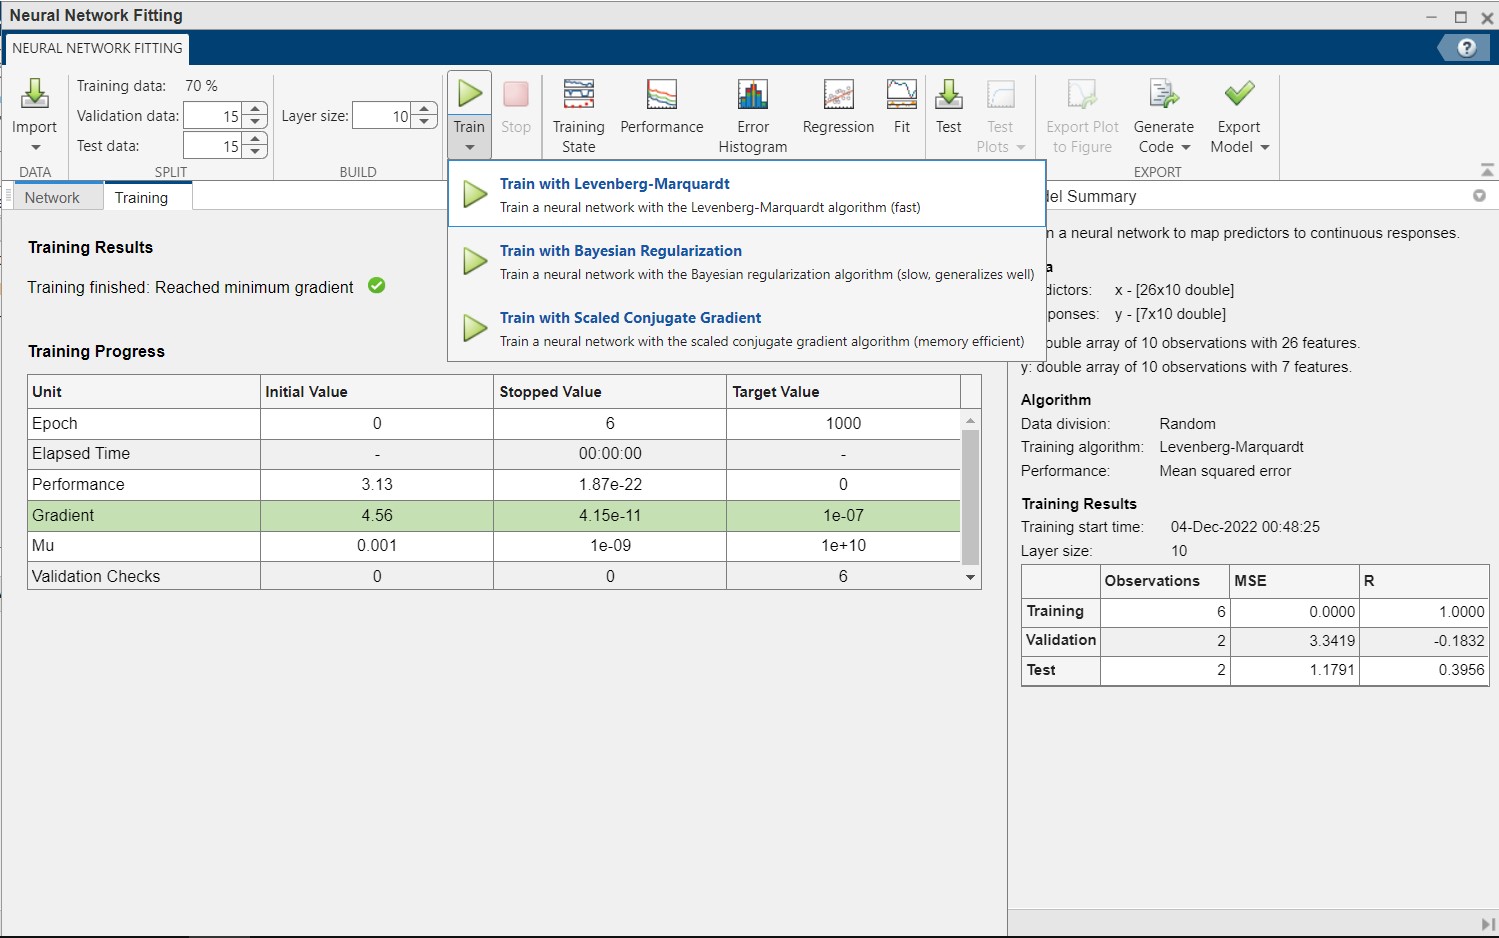 Neural Network Fitting
NEURAL NETWORK FITTING
?
Import
DATA
Training data: 70 %
Validation data: 15
Test data: 15
SPLIT
Layer size: 10
BUILD
Train
Stop
Training
State
Performance
Error
Histogram
Regression
Fit
Test
Test
Plots
Export Plot
to Figure
Generate
Code
Export
Model
EXPORT
Train with Levenberg-Marquardt
Train a neural network with the Levenberg-Marquardt algorithm (fast)
Train with Bayesian Regularization
Train a neural network with the Bayesian regularization algorithm (slow, generalizes well)
Train with Scaled Conjugate Gradient
Train a neural network with the scaled conjugate gradient algorithm (memory efficient)
Network
Training
Training Results
Training finished: Reached minimum gradient
Training Progress
Unit Initial Value Stopped Value Target Value
Epoch 0 6 1000
Elapsed Time - 00:00:00 -
Performance 3.13 1.87e-22 0
Gradient 4.56 4.15e-11 1e-07
Mu 0.001 1e-09 1e+10
Validation Checks 0 0 6
el Summary
n a neural network to map predictors to continuous responses.
a
dictors: x - [26x10 double]
ponses: y - [7x10 double]
ouble array of 10 observations with 26 features.
y: double array of 10 observations with 7 features.
Algorithm
Data division: Random
Training algorithm: Levenberg-Marquardt
Performance: Mean squared error
Training Results
Training start time: 04-Dec-2022 00:48:25
Layer size: 10
Observations MSE R
Training 6 0.0000 1.0000
Validation 2 3.3419 -0.1832
Test 2 1.1791 0.3956